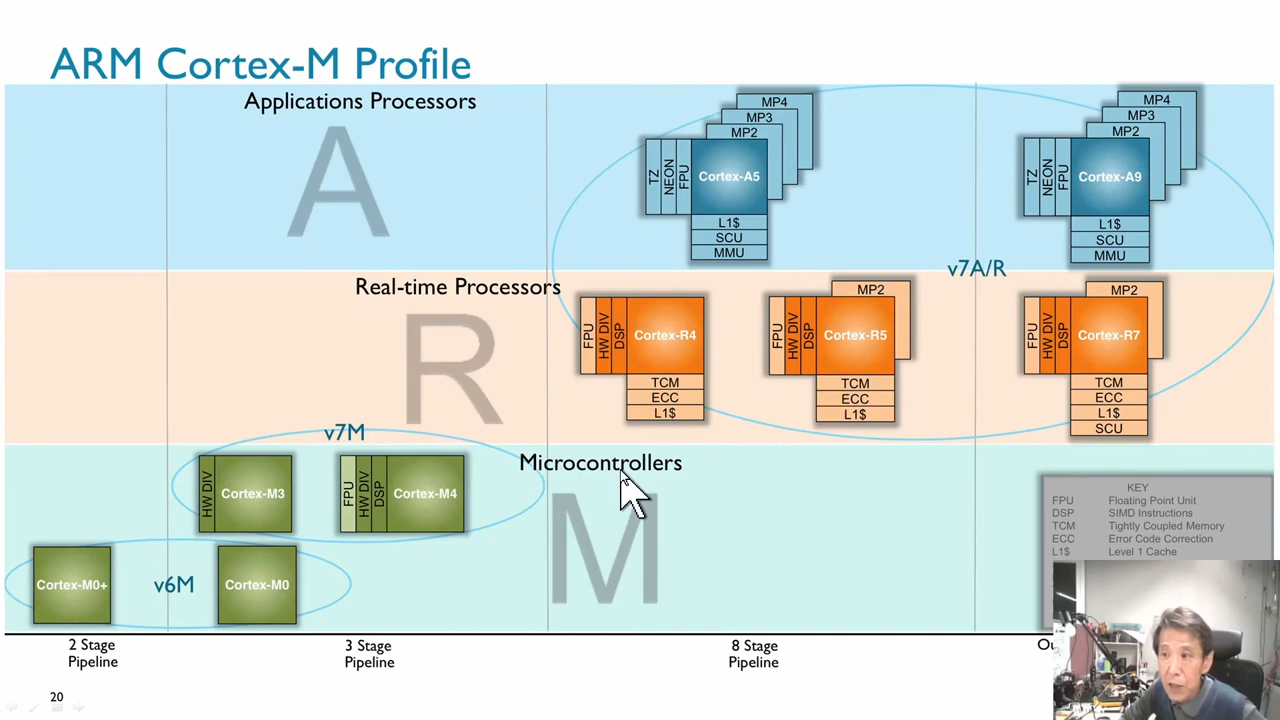 ARM Cortex-M Profile
Applications Processors
A
MP4
MP3
MP2
TZ
NEON
FPU
Cortex-A5
L1$
SCU
MMU
MP4
MP3
MP2
TZ
NEON
FPU
Cortex-A9
L1$
SCU
MMU
v7A/R
Real-time Processors
R
FPU
HW DIV
DSP
Cortex-R4
TCM
ECC
L1$
MP2
FPU
HW DIV
DSP
Cortex-R5
TCM
ECC
L1$
MP2
FPU
HW DIV
DSP
Cortex-R7
TCM
ECC
L1$
SCU
v7M
Microcontrollers
M
HW DIV
Cortex-M3
FPU
HW DIV
DSP
Cortex-M4
Cortex-M0+
v6M
Cortex-M0
KEY
FPU Floating Point Unit
DSP SIMD Instructions
TCM Tightly Coupled Memory
ECC Error Code Correction
L1$ Level 1 Cache
2 Stage
Pipeline
3 Stage
Pipeline
8 Stage
Pipeline
20